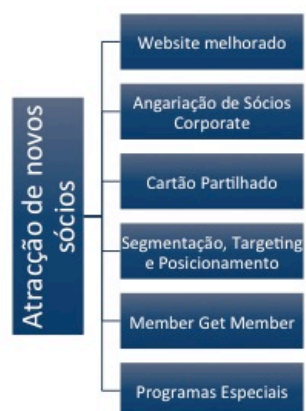 Atracção de novos
sócios
Website melhorado
Angariação de Sócios
Corporate
Cartão Partilhado
Segmentação, Targeting
e Posicionamento
Member Get Member
Programas Especiais